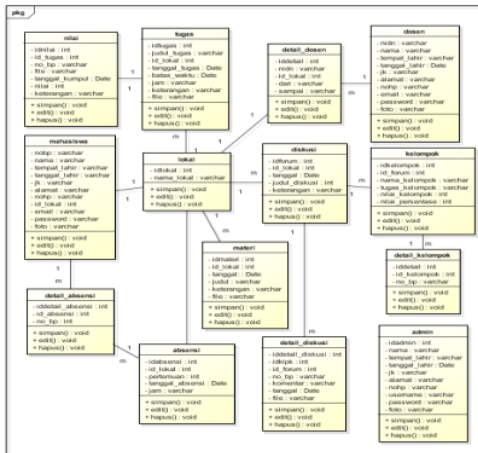 pkg
nilai
- idnilai : int
- id_tugas : int
- no_bp : int
- file : varchar
- tanggal_kumpul : Date
- nilai : int
- keterangan : varchar
+ simpan() : void
+ edit() : void
+ hapus() : void
tugas
- idtugas : int
- judul_tugas : varchar
- id_lokal : int
- tanggal_tugas : Date
- batas_waktu : Date
- jam : varchar
- keterangan : varchar
- file : varchar
+ simpan() : void
+ edit() : void
+ hapus() : void
detail_dosen
- iddetail : int
- nidn : varchar
- id_lokal : int
- dari : varchar
- sampai : varchar
+ simpan() : void
+ edit() : void
+ hapus() : void
dosen
- nidn : varchar
- nama : varchar
- tempat_lahir : varchar
- tanggal_lahir : Date
- jk : varchar
- alamat : varchar
- nohp : varchar
- email : varchar
- password : varchar
- foto : varchar
+ simpan() : void
+ edit() : void
+ hapus() : void
mahasiswa
- nobp : varchar
- nama : varchar
- tempat_lahir : varchar
- tanggal_lahir : varchar
- jk : varchar
- alamat : varchar
- nohp : varchar
- id_lokal : int
- email : varchar
- password : varchar
- foto : varchar
+ simpan() : void
+ edit() : void
+ hapus() : void
lokal
- idlokal : int
- nama_lokal : varchar
+ simpan() : void
+ edit() : void
+ hapus() : void
diskusi
- idforum : int
- id_lokal : int
- tanggal : Date
- judul_diskusi : int
- keterangan : varchar
+ simpan() : void
+ edit() : void
+ hapus() : void
kelompok
- idkelompok : int
- id_forum : int
- nama_kelompok : varchar
- tugas_kelompok : varchar
- nilai_kelompok : int
- nilai_persentase : int
+ simpan() : void
+ edit() : void
+ hapus() : void
materi
- idmateri : int
- id_lokal : int
- tanggal : Date
- judul : varchar
- keterangan : varchar
- file : varchar
+ simpan() : void
+ edit() : void
+ hapus() : void
detail_kelompok
- iddetail : int
- id_kelompok : int
- no_bp : varchar
+ simpan() : void
+ edit() : void
+ hapus() : void
detail_absensi
- iddetail_absensi : int
- id_absensi : int
- no_bp : int
+ simpan() : void
+ edit() : void
+ hapus() : void
absensi
- idabsensi : int
- id_lokal : int
- pertemuan : int
- tanggal_absensi : Date
- jam : varchar
+ simpan() : void
+ edit() : void
+ hapus() : void
detail_diskusi
- iddetail_diskusi : int
- idklpk : int
- id_forum : int
- no_bp : varchar
- komentar : varchar
- tanggal : Date
- file : varchar
+ simpan() : void
+ edit() : void
+ hapus() : void
admin
- idadmin : int
- nama : varchar
- tempat_lahir : varchar
- tanggal_lahir : Date
- jk : varchar
- alamat : varchar
- nohp : varchar
- username : varchar
- password : varchar
- foto : varchar
+ simpan() : void
+ edit() : void
+ hapus() : void